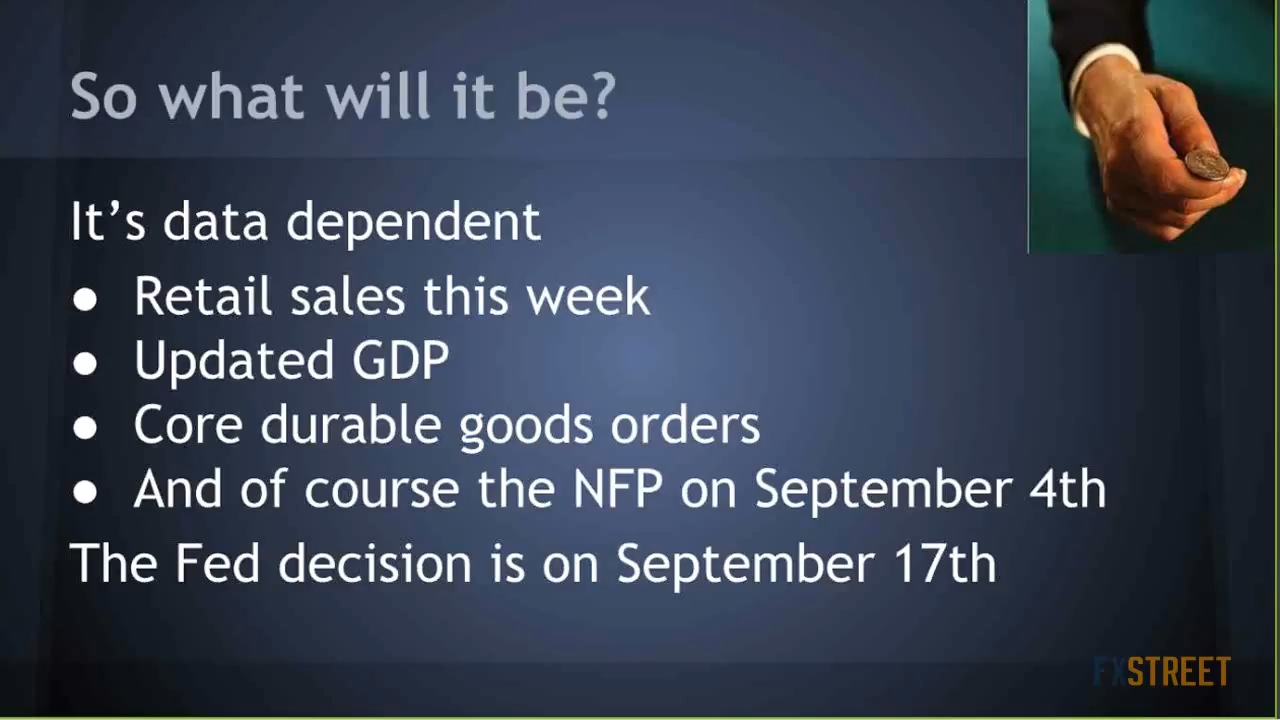 So what will it be?
It’s data dependent
● Retail sales this week
● Updated GDP
● Core durable goods orders
● And of course the NFP on September 4th
The Fed decision is on September 17th
FXSTREET